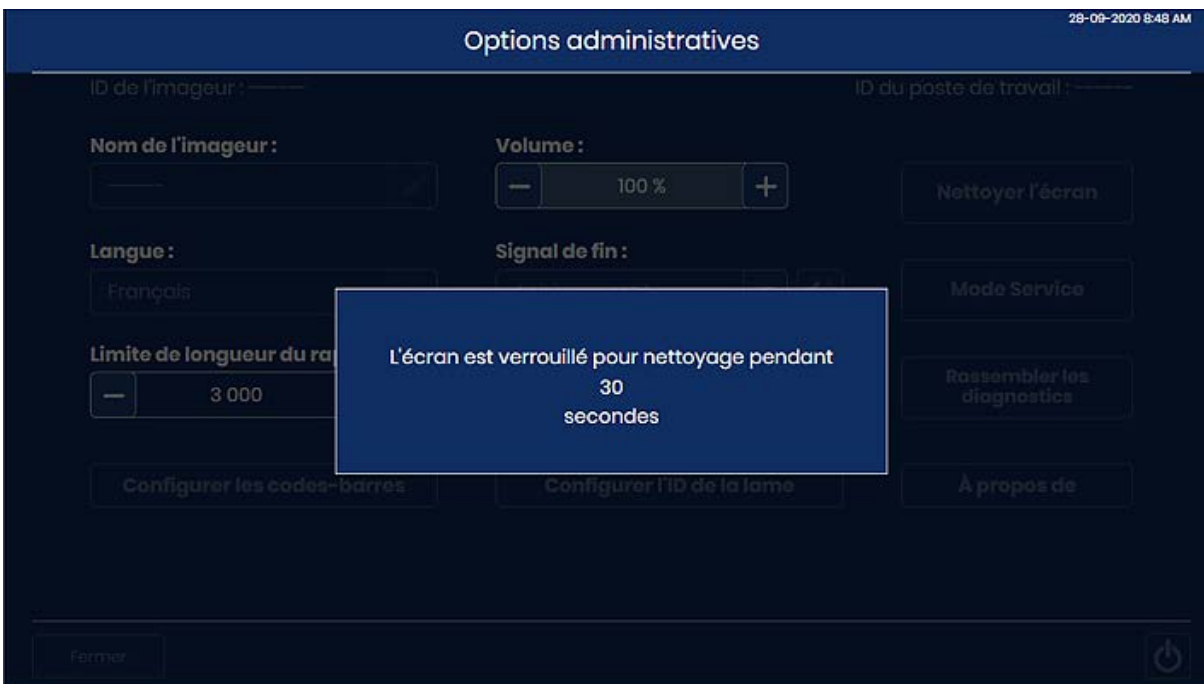 28-09-2020 8:48 AM
Options administratives
ID de l'imageur : ID du poste de travail :
Nom de l'imageur : Volume :
100 % Nettoyer l'écran
Langue : Signal de fin :
Français Mode Service
Limite de longueur du
L'écran est verrouillé pour nettoyage pendant
30
secondes
3 000
Rassembler les
diagnostics
Configurer les codes-barres Configurer l'ID de la lame À propos de
Fermer